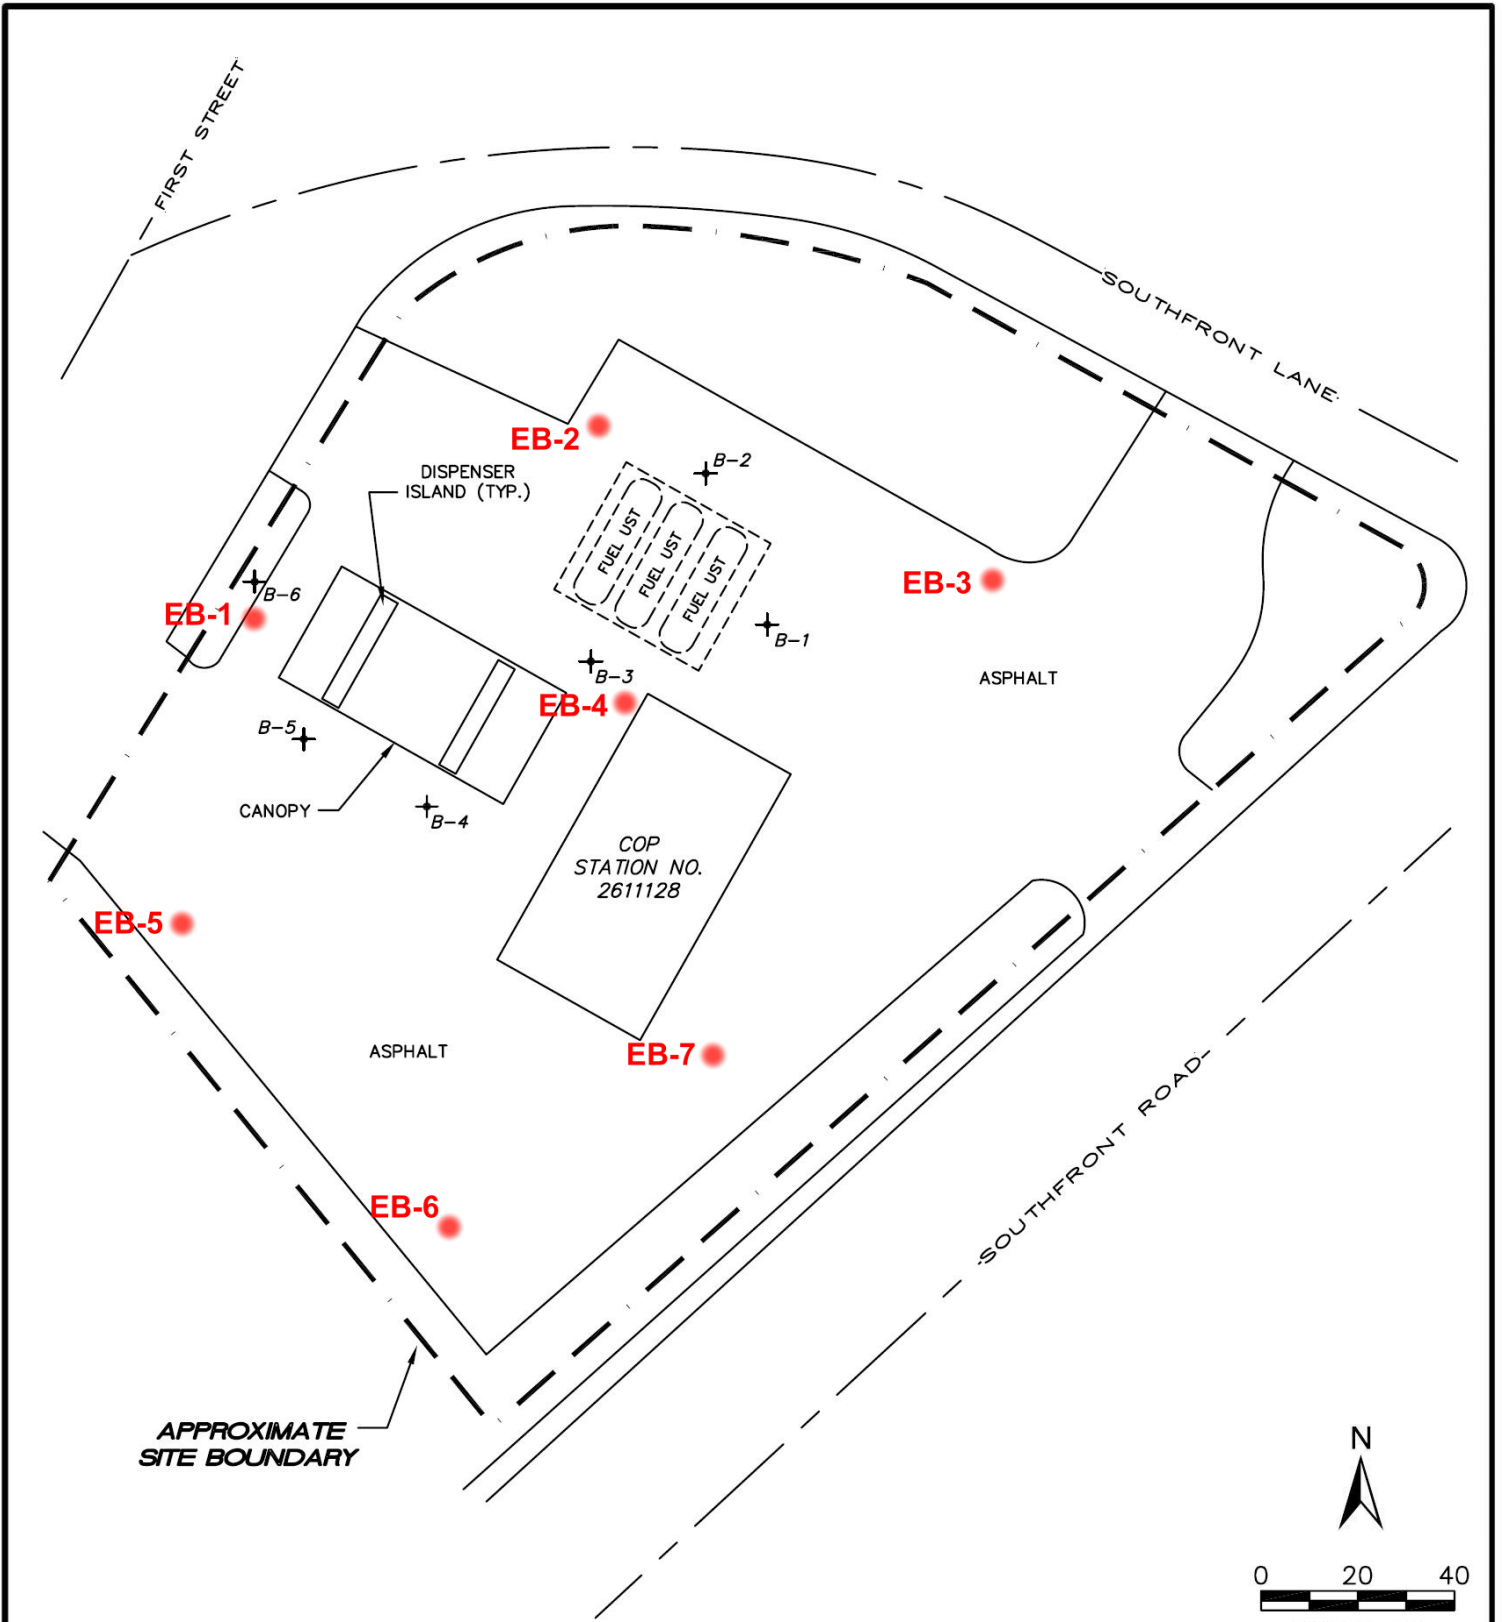 FIRST STREET
SOUTHFRONT LANE
EB-2
B-2
DISPENSER
ISLAND (TYP.)
FUEL UST
FUEL UST
FUEL UST
EB-3
B-6
EB-1
B-1
B-3
EB-4
ASPHALT
B-5
CANOPY
B-4
COP
STATION NO.
2611128
EB-5
ASPHALT
EB-7
SOUTHFRONT ROAD
EB-6
APPROXIMATE
SITE BOUNDARY
N
0 20 40